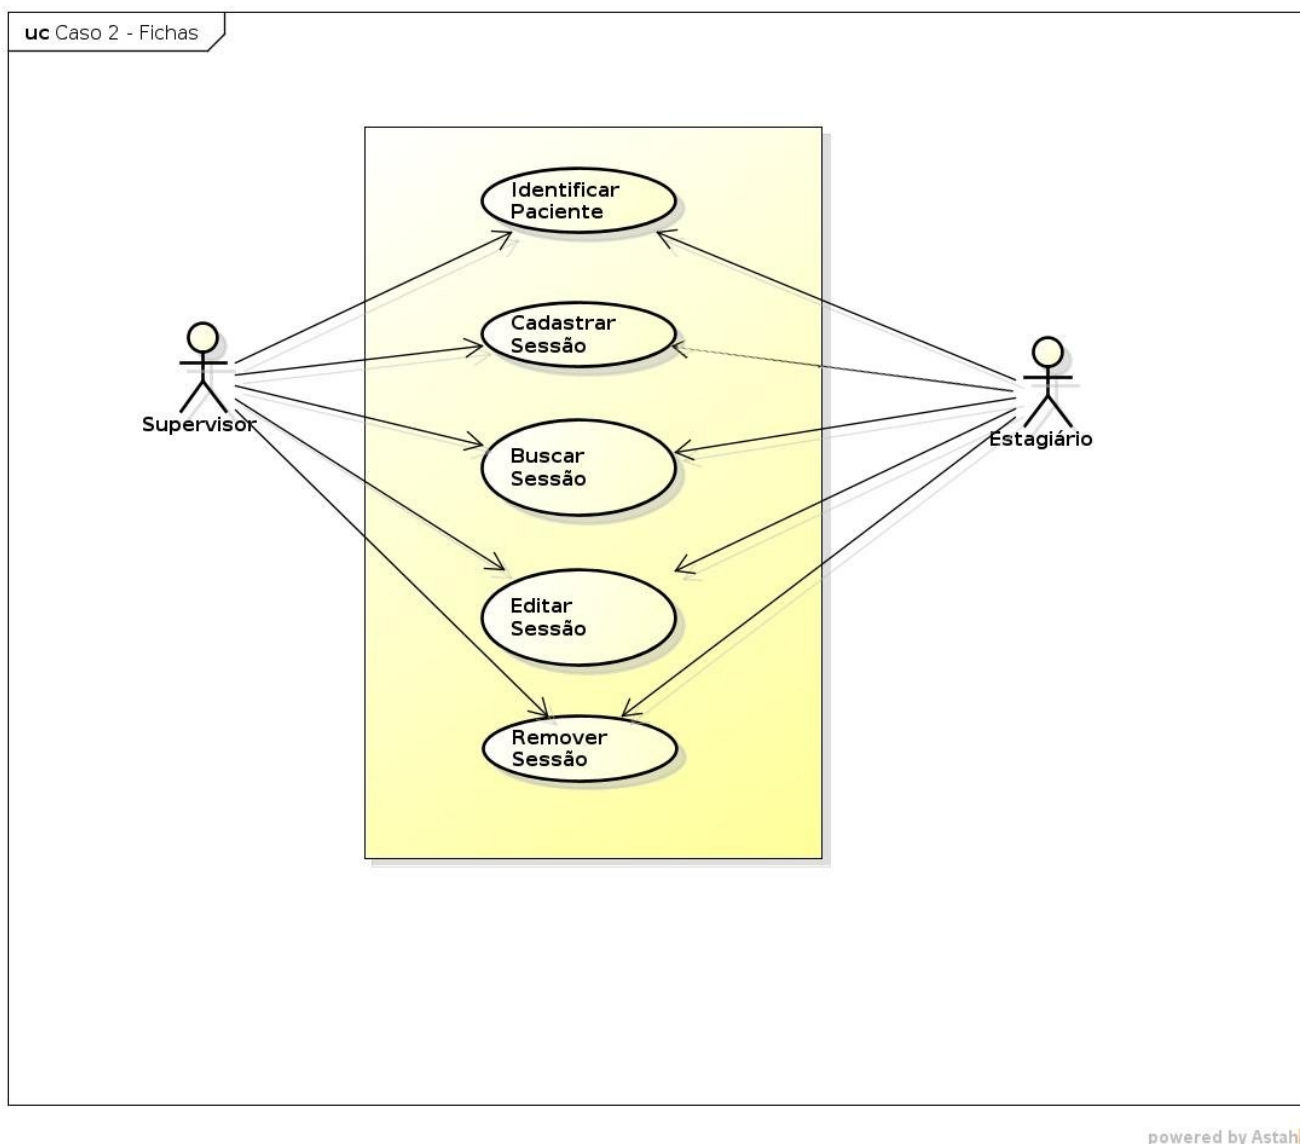 uc Caso 2 - Fichas
Identificar
Paciente
Cadastrar
Sessão
Supervisor
Estagiário
Buscar
Sessão
Editar
Sessão
Remover
Sessão
powered by Astah